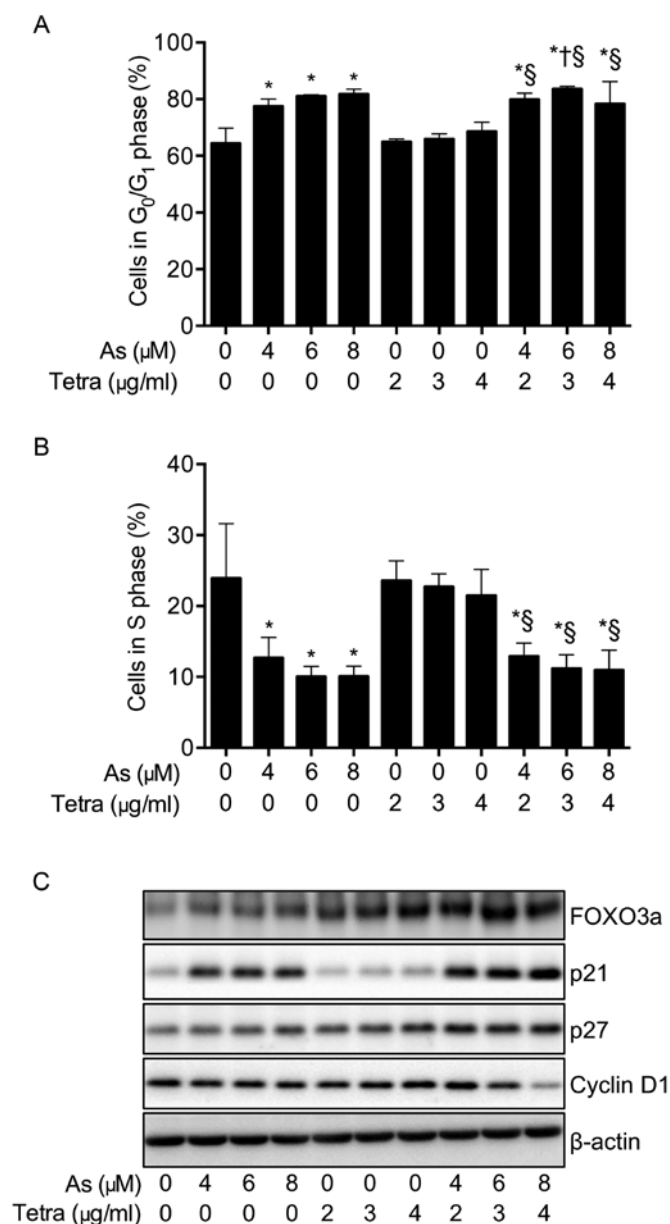 A
Cells in G₀/G₁ phase (%)
100
80
60
40
20
0
* * * *§ *†§ *§
As (µM) 0 4 6 8 0 0 0 4 6 8
Tetra (µg/ml) 0 0 0 0 2 3 4 2 3 4
B
Cells in S phase (%)
40
30
20
10
0
* * * *§ *§ *§
As (µM) 0 4 6 8 0 0 0 4 6 8
Tetra (µg/ml) 0 0 0 0 2 3 4 2 3 4
C
FOXO3a
p21
p27
Cyclin D1
β-actin
As (µM) 0 4 6 8 0 0 0 4 6 8
Tetra (µg/ml) 0 0 0 0 2 3 4 2 3 4